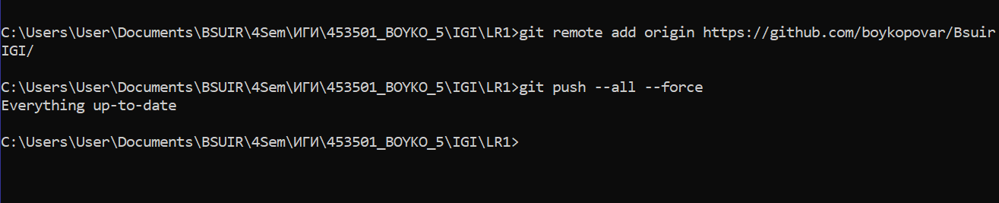 C:\Users\User\Documents\BSUIR\4Sem\ИГИ\453501_BOYKO_5\IGI\LR1>git remote add origin https://github.com/boykopovar/Bsuir
IGI/
C:\Users\User\Documents\BSUIR\4Sem\ИГИ\453501_BOYKO_5\IGI\LR1>git push --all --force
Everything up-to-date
C:\Users\User\Documents\BSUIR\4Sem\ИГИ\453501_BOYKO_5\IGI\LR1>